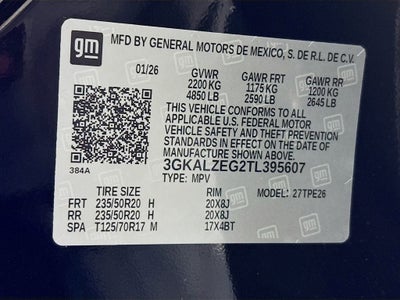 gm MFD BY GENERAL MOTORS DE MEXICO, S. DE R.L. DE C.V.
01/26 GVWR GAWR FRT GAWR RR
2200 KG 1175 KG 1200 KG
4850 LB 2590 LB 2645 LB
THIS VEHICLE CONFORMS TO ALL
APPLICABLE U.S. FEDERAL MOTOR
VEHICLE SAFETY AND THEFT
PREVENTION STANDARDS IN EFFECT
ON THE DATE OF MANUFACTURE
SHOWN ABOVE.
3GKALZEG2TL395607
384A TYPE: MPV
TIRE SIZE RIM 27TPE26
FRT 235/50R20 H 20X8J
RR 235/50R20 H 20X8J
SPA T125/70R17 M 17X4BT